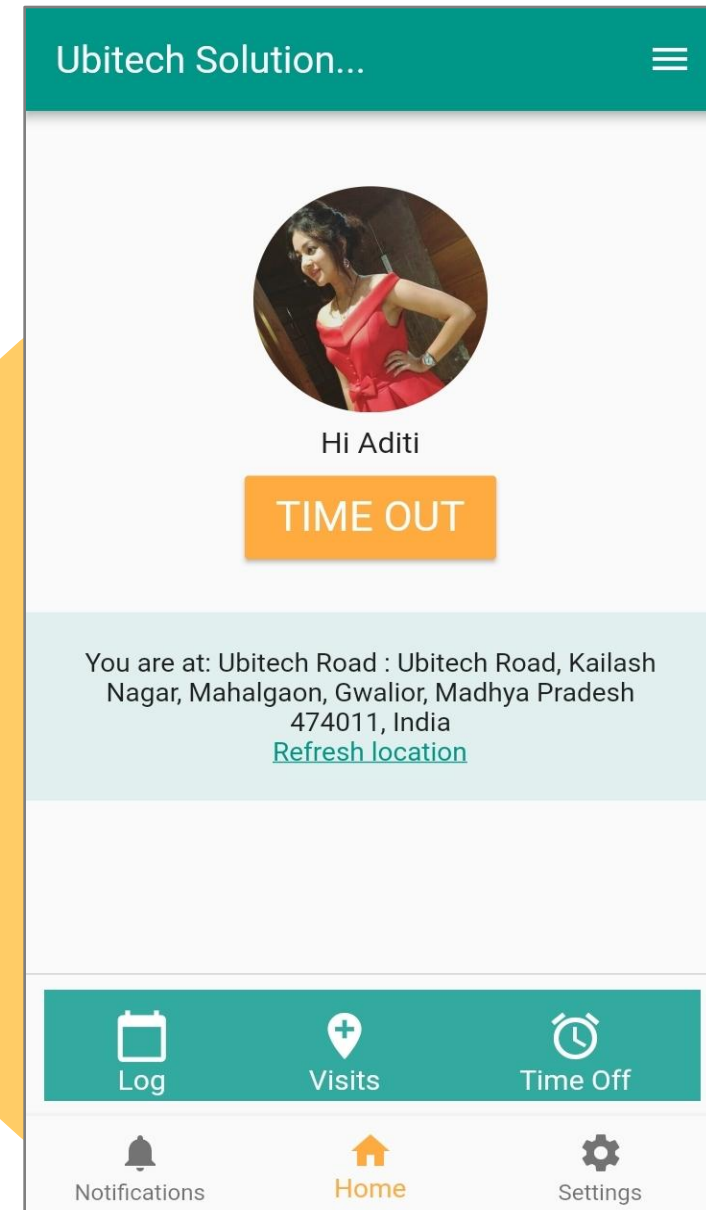 Ubitech Solution...
Hi Aditi
TIME OUT
You are at: Ubitech Road : Ubitech Road, Kailash
Nagar, Mahalgaon, Gwalior, Madhya Pradesh
474011, India
Refresh location
Log Visits Time Off
Notifications Home Settings